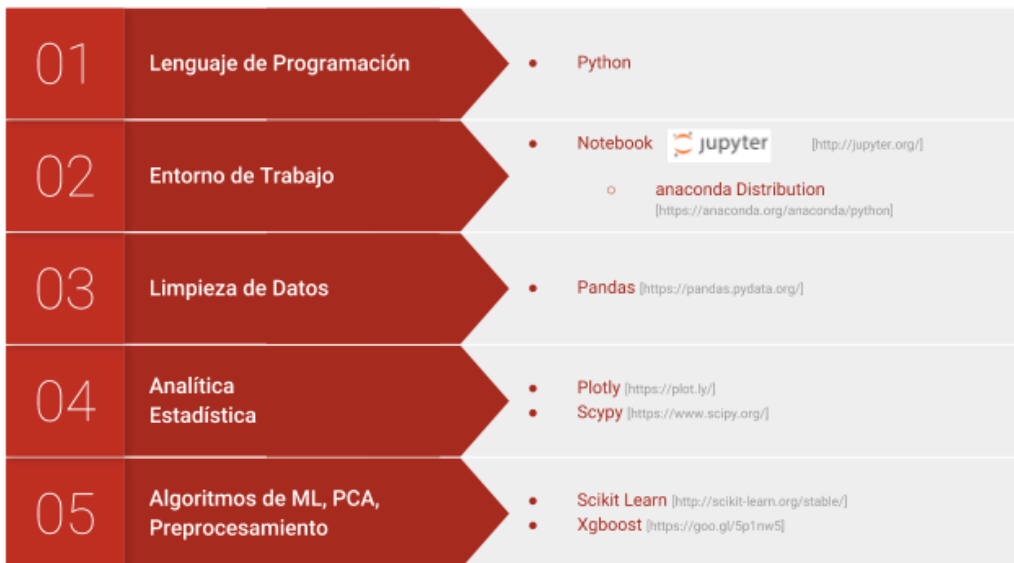 01
Lenguaje de Programación
Python
02
Entorno de Trabajo
Notebook jupyter [http://jupyter.org/]
anaconda Distribution
[https://anaconda.org/anaconda/python]
03
Limpieza de Datos
Pandas [https://pandas.pydata.org/]
04
Analítica
Estadística
Plotly [https://plot.ly/]
Scypy [https://www.scipy.org/]
05
Algoritmos de ML, PCA,
Preprocesamiento
Scikit Learn [http://scikit-learn.org/stable/]
Xgboost [https://goo.gl/5p1nw5]